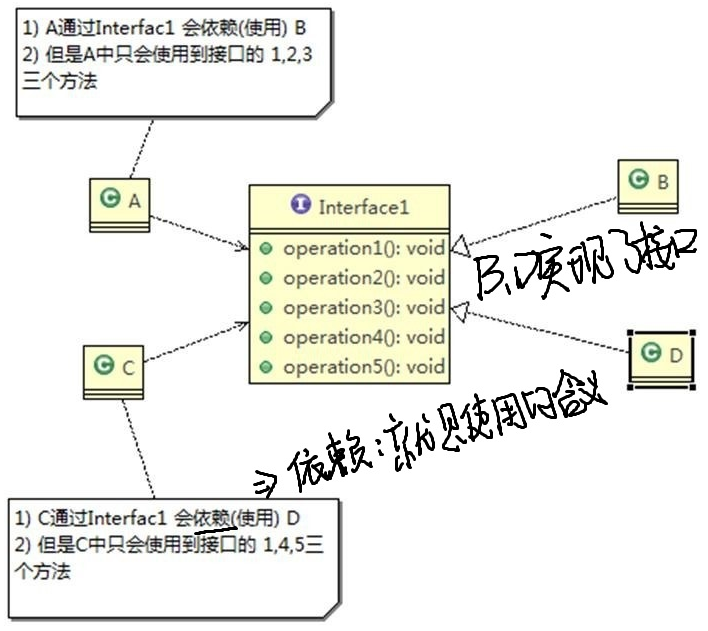 1) A通过Interfac1 会依赖(使用) B
2) 但是A中只会使用到接口的 1,2,3
三个方法
A
B
Interface1
operation1(): void
operation2(): void
operation3(): void
operation4(): void
operation5(): void
B、D实现了接口
C
D
⇒ 依赖：就是使用的含义
1) C通过Interfac1 会依赖(使用) D
2) 但是C中只会使用到接口的 1,4,5三
个方法